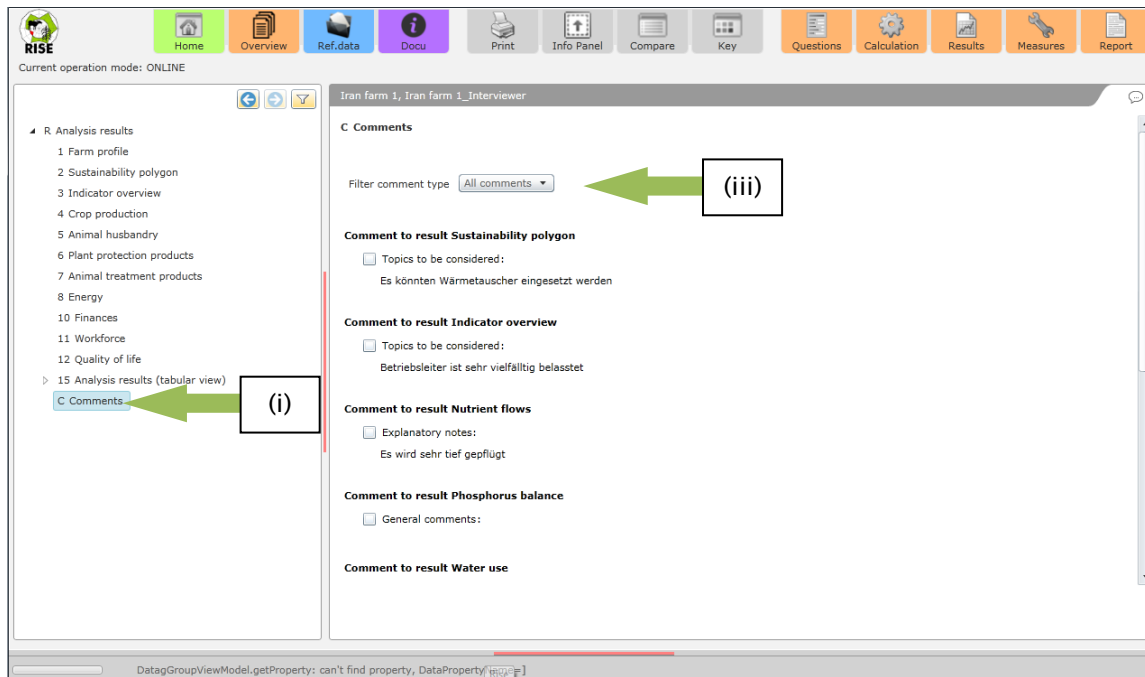 RISE
Home
Overview
Ref.data
Docu
Print
Info Panel
Compare
Key
Questions
Calculation
Results
Measures
Report
Current operation mode: ONLINE
R Analysis results
1 Farm profile
2 Sustainability polygon
3 Indicator overview
4 Crop production
5 Animal husbandry
6 Plant protection products
7 Animal treatment products
8 Energy
10 Finances
11 Workforce
12 Quality of life
15 Analysis results (tabular view)
C Comments
(i)
Iran farm 1, Iran farm 1_Interviewer
C Comments
Filter comment type All comments
(iii)
Comment to result Sustainability polygon
Topics to be considered:
Es könnten Wärmetauscher eingesetzt werden
Comment to result Indicator overview
Topics to be considered:
Betriebsleiter ist sehr vielfälltig belasstet
Comment to result Nutrient flows
Explanatory notes:
Es wird sehr tief gepflügt
Comment to result Phosphorus balance
General comments:
Comment to result Water use
DatagGroupViewModel.getProperty: can't find property, DataProperty